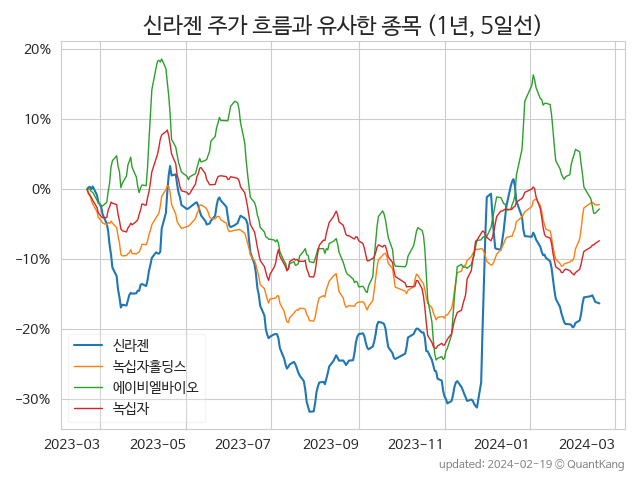 신라젠 주가 흐름과 유사한 종목 (1년, 5일선)
20%
10%
0%
−10%
−20%
−30%
신라젠
녹십자홀딩스
에이비엘바이오
녹십자
2023-03 2023-05 2023-07 2023-09 2023-11 2024-01 2024-03
updated: 2024-02-19 © QuantKang